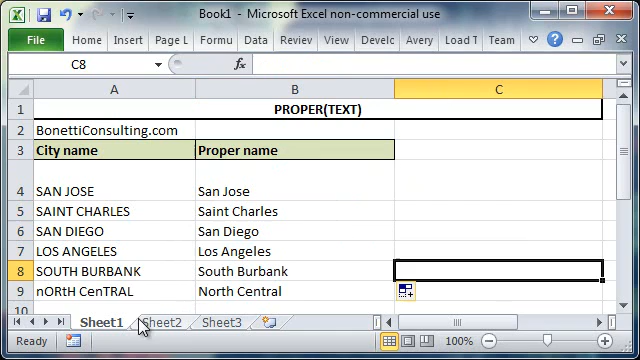 Book1 - Microsoft Excel non-commercial use
File Home Insert Page L Formu Data Reviev View Develc Avery Load T Team
C8 fx
A B C
1 PROPER(TEXT)
2 BonettiConsulting.com
3 City name Proper name
4 SAN JOSE San Jose
5 SAINT CHARLES Saint Charles
6 SAN DIEGO San Diego
7 LOS ANGELES Los Angeles
8 SOUTH BURBANK South Burbank
9 nORtH CenTRAL North Central
10
Sheet1 Sheet2 Sheet3
Ready 100%